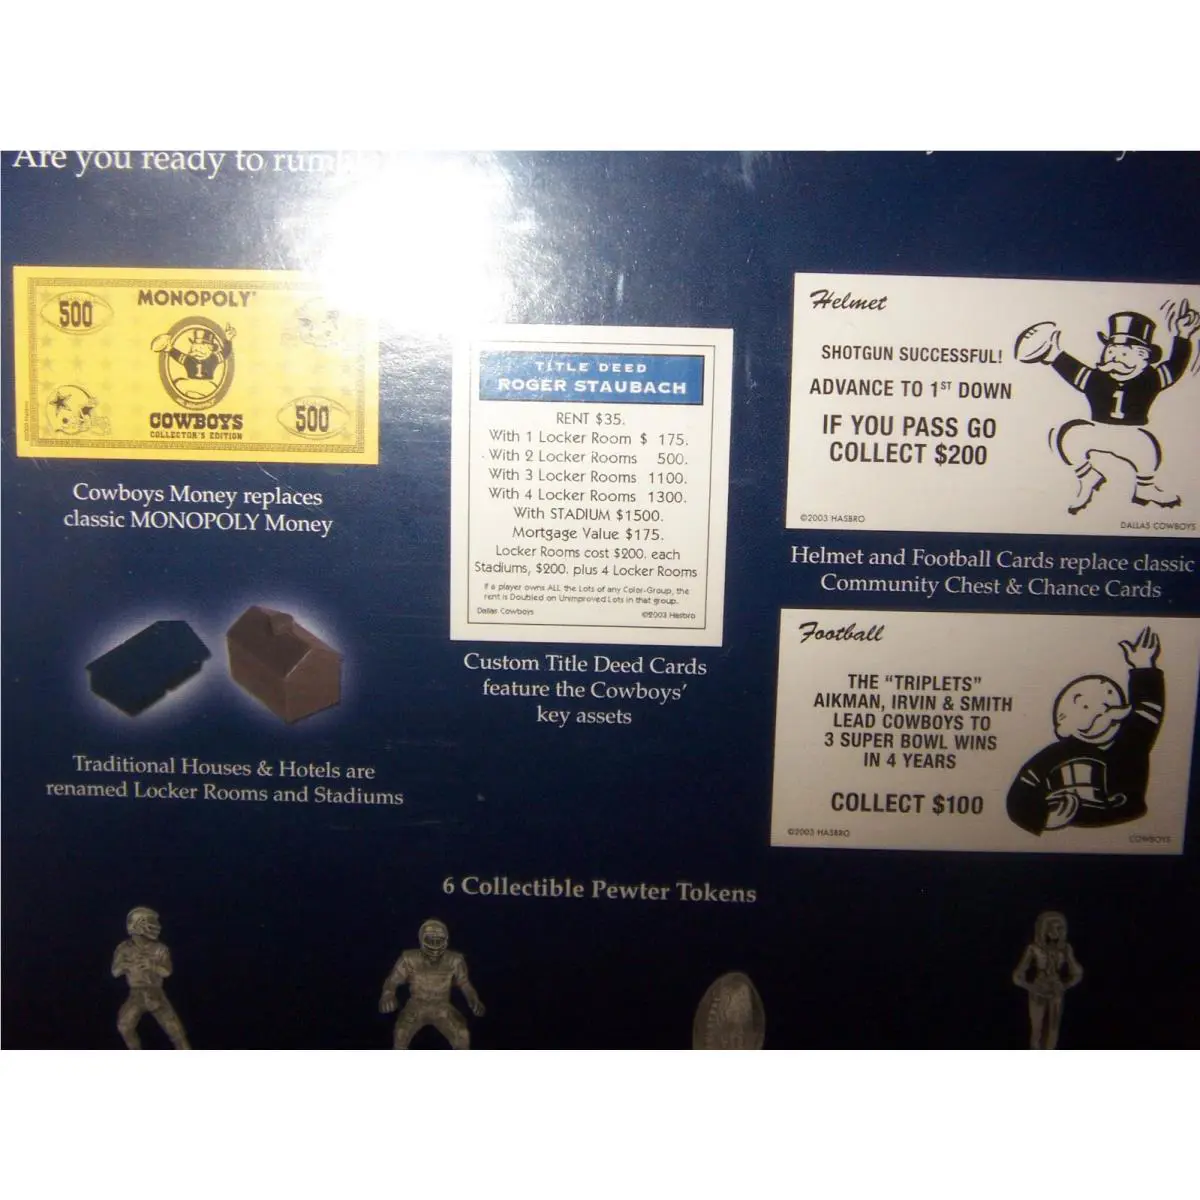 Are you ready to
500
MONOPOLY
COWBOYS
COLLECTOR'S EDITION
500
Cowboys Money replaces
classic MONOPOLY Money
Traditional Houses & Hotels are
renamed Locker Rooms and Stadiums
TITLE DEED
ROGER STAUBACH
RENT $35.
With 1 Locker Room $ 175.
With 2 Locker Rooms 500.
With 3 Locker Rooms 1100.
With 4 Locker Rooms 1300.
With STADIUM $1500.
Mortgage Value $175.
Locker Rooms cost $200. each
Stadiums, $200. plus 4 Locker Rooms
If a player owns ALL the Lots of any Color-Group, the
rent is Doubled on Unimproved Lots in that group.
Dallas Cowboys ©2003 Hasbro
Custom Title Deed Cards
feature the Cowboys'
key assets
Helmet
SHOTGUN SUCCESSFUL!
ADVANCE TO 1ST DOWN
IF YOU PASS GO
COLLECT $200
1
©2003 HASBRO DALLAS COWBOYS
Helmet and Football Cards replace classic
Community Chest & Chance Cards
Football
THE "TRIPLETS"
AIKMAN, IRVIN & SMITH
LEAD COWBOYS TO
3 SUPER BOWL WINS
IN 4 YEARS
COLLECT $100
©2003 HASBRO COWBOYS
6 Collectible Pewter Tokens